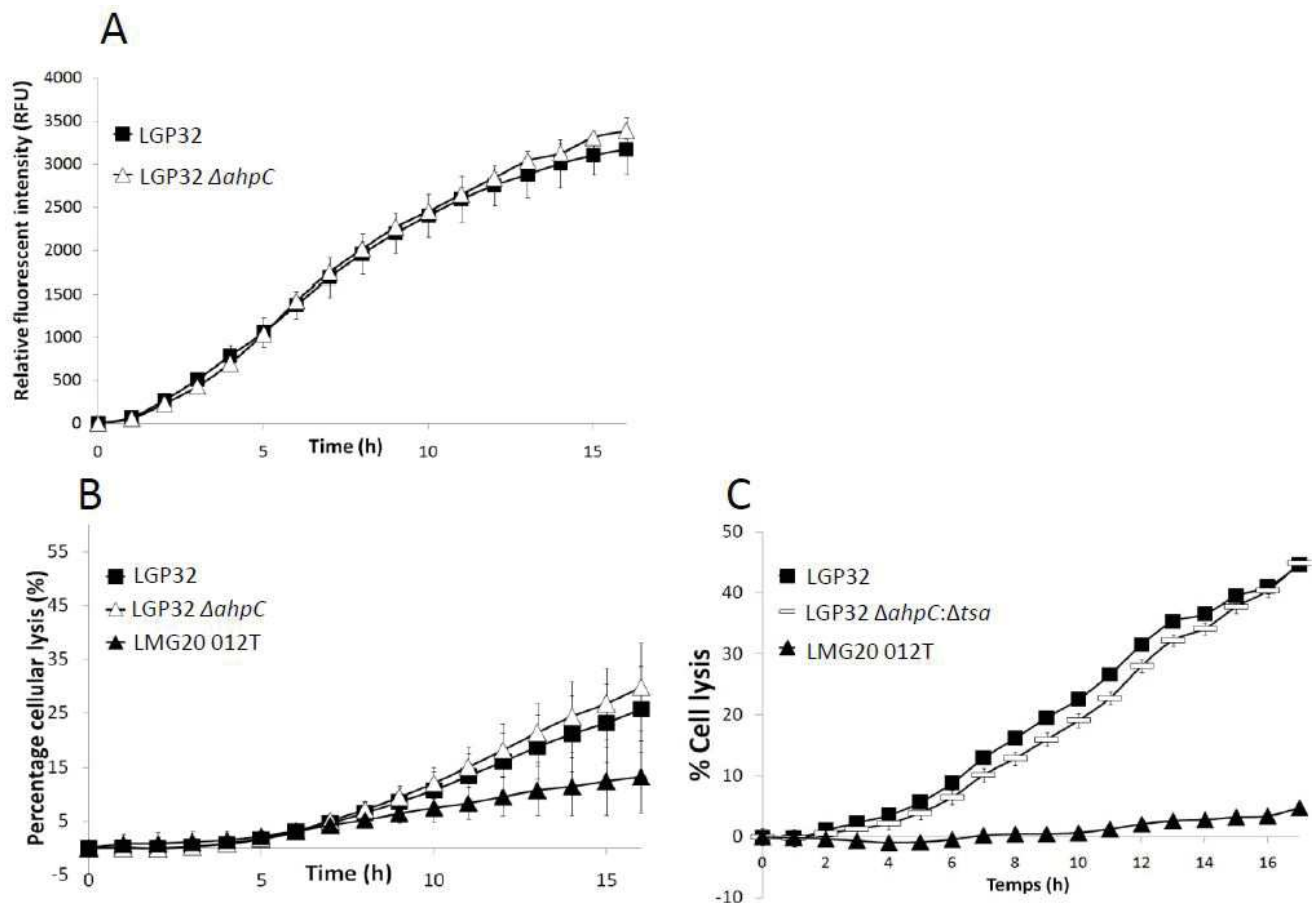 A
Relative fluorescent intensity (RFU)
4000
3500
3000
2500
2000
1500
1000
500
0
LGP32
LGP32 ΔahpC
0 5 10 15
Time (h)
B
Percentage cellular lysis (%)
55
45
35
25
15
5
-5
LGP32
LGP32 ΔahpC
LMG20 012T
0 5 10 15
Time (h)
C
% Cell lysis
50
40
30
20
10
0
-10
LGP32
LGP32 ΔahpC:Δtsa
LMG20 012T
0 2 4 6 8 10 12 14 16
Temps (h)